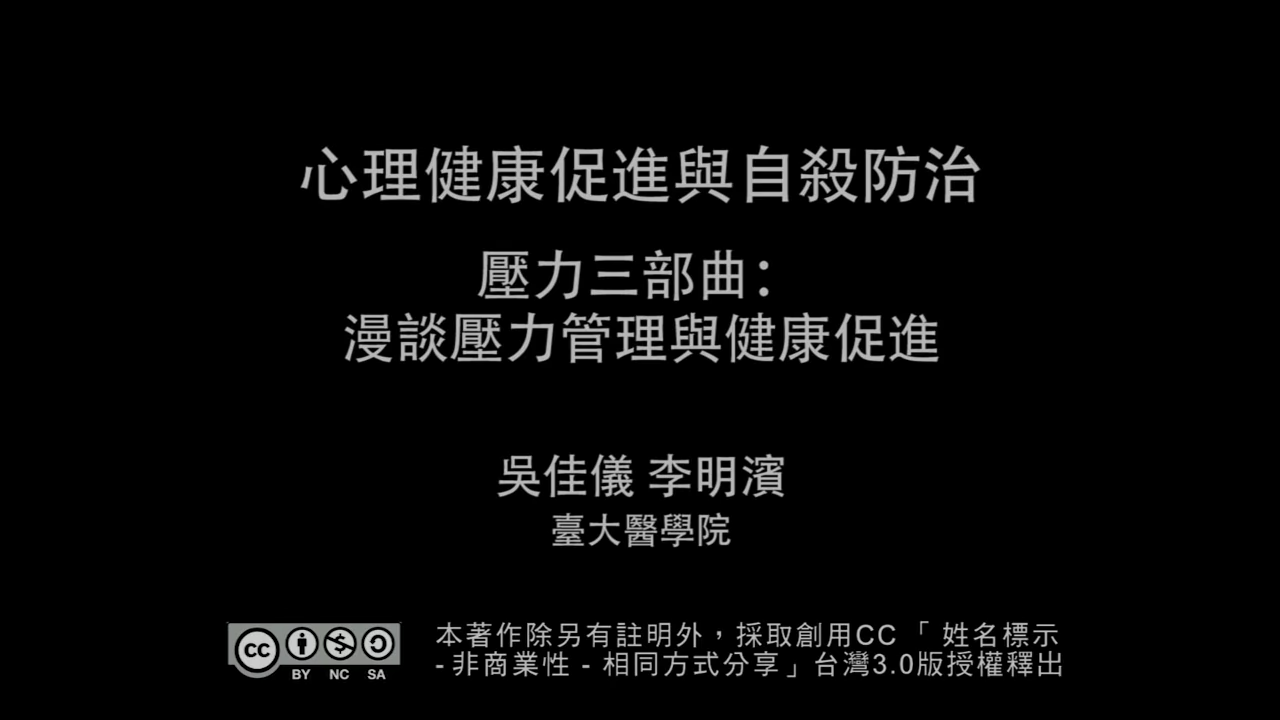 心理健康促進與自殺防治
壓力三部曲：
漫談壓力管理與健康促進
吳佳儀 李明濱
臺大醫學院
cc BY NC SA
本著作除另有註明外，採取創用CC「姓名標示
-非商業性-相同方式分享」台灣3.0版授權釋出